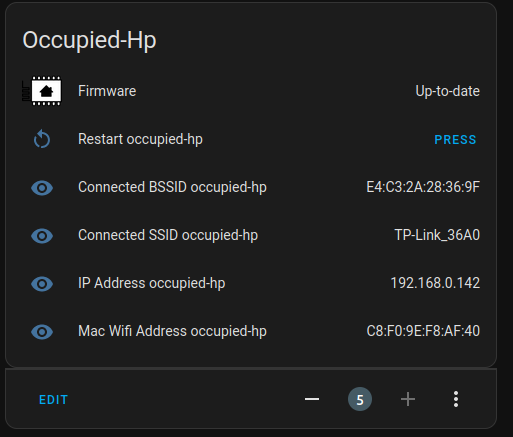 Occupied-Hp
Firmware Up-to-date
Restart occupied-hp PRESS
Connected BSSID occupied-hp E4:C3:2A:28:36:9F
Connected SSID occupied-hp TP-Link_36A0
IP Address occupied-hp 192.168.0.142
Mac Wifi Address occupied-hp C8:F0:9E:F8:AF:40
EDIT 5